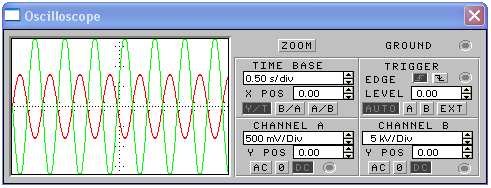 Oscilloscope
ZOOM GROUND
TIME BASE TRIGGER
0.50 s/div EDGE
X POS 0.00 LEVEL 0.00
Y/T B/A A/B AUTO A B EXT
CHANNEL A CHANNEL B
500 mV/Div 5 kV/Div
Y POS 0.00 Y POS 0.00
AC 0 DC AC 0 DC